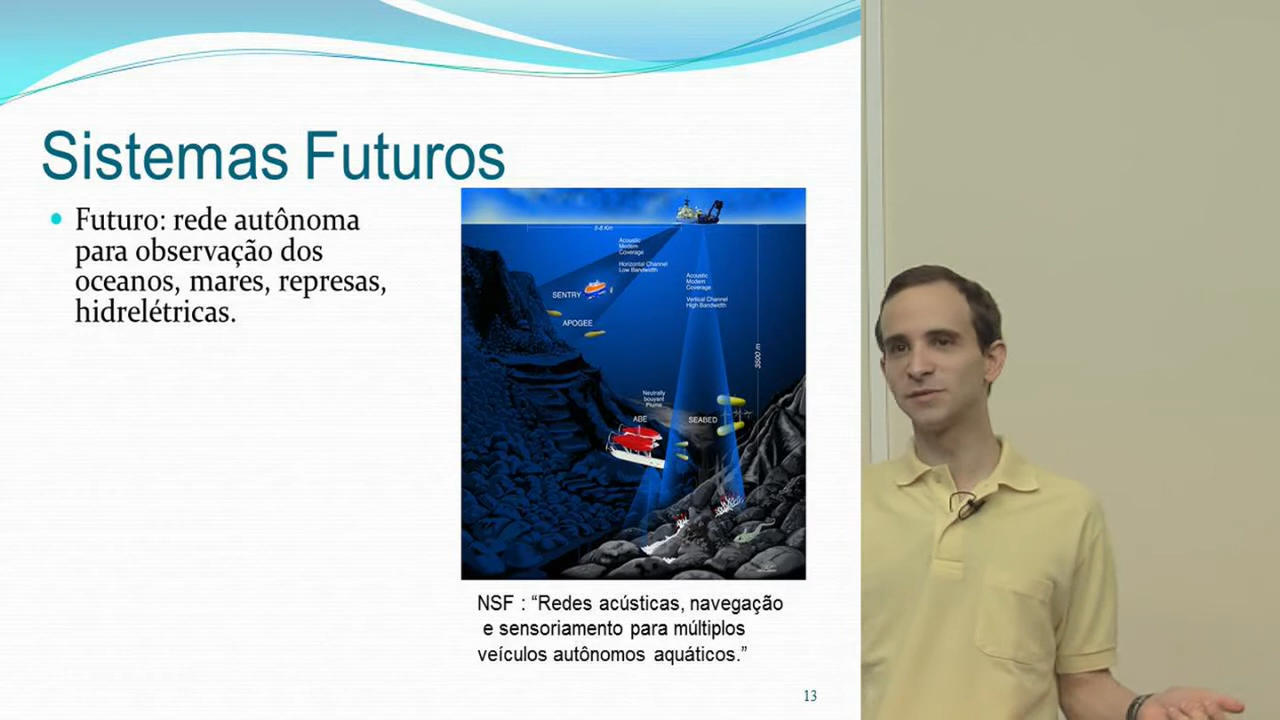 Sistemas Futuros
• Futuro: rede autônoma
para observação dos
oceanos, mares, represas,
hidrelétricas.
Acoustic
Modem
Coverage
Horizontal Channel
Low Bandwidth
Acoustic
Modem
Coverage
Vertical Channel
High Bandwidth
SENTRY
APOGEE
3500 m
Neutrally
bouyant
Plume
ABE
SEABED
NSF : “Redes acústicas, navegação
e sensoriamento para múltiplos
veículos autônomos aquáticos.”
13